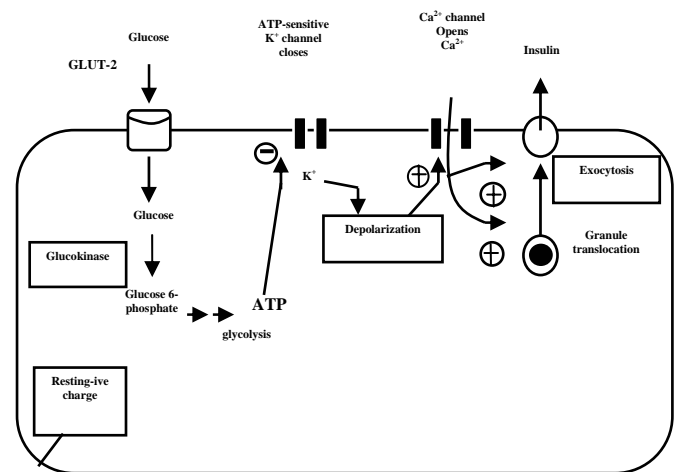 Glucose
GLUT-2
ATP-sensitive
K⁺ channel
closes
Ca²⁺ channel
Opens
Ca²⁺
Insulin
K⁺
Exocytosis
Glucose
Depolarization
Granule
translocation
Glucokinase
Glucose 6-
phosphate
ATP
glycolysis
Resting-ive
charge